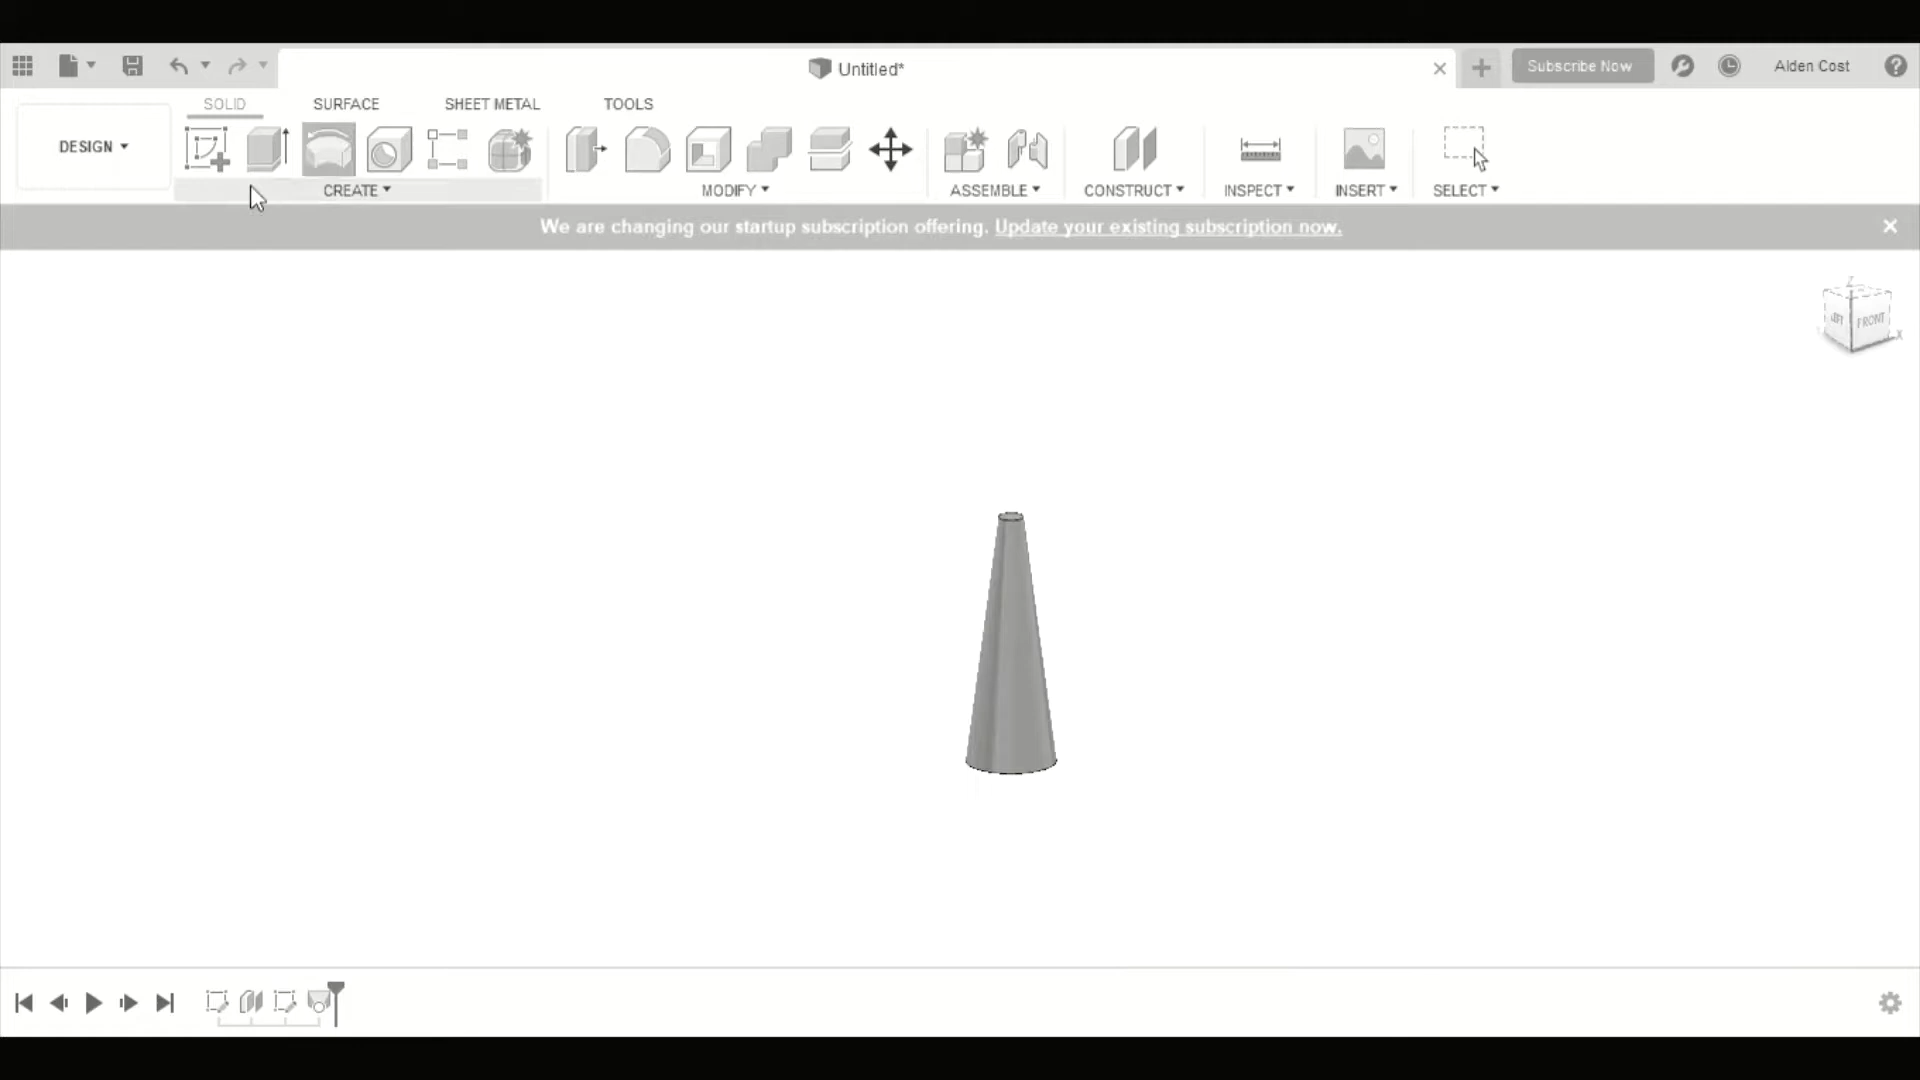 Untitled*
Subscribe Now
Alden Cost
SOLID
SURFACE
SHEET METAL
TOOLS
DESIGN
CREATE
MODIFY
ASSEMBLE
CONSTRUCT
INSPECT
INSERT
SELECT
We are changing our startup subscription offering. Update your existing subscription now.
Z
FRONT
X